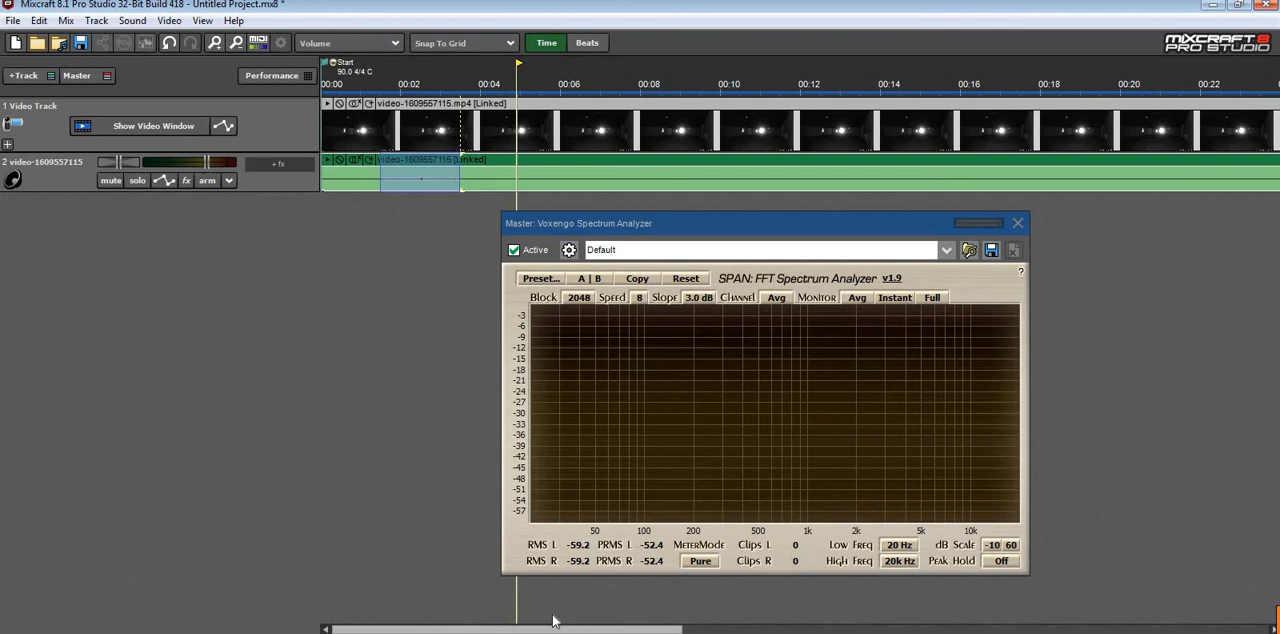 Mixcraft 8.1 Pro Studio 32-Bit Build 418 - Untitled Project.mx8 *
File Edit Mix Track Sound Video View Help
midi Volume Snap To Grid Time Beats MIXCRAFT 8 PRO STUDIO
+Track Master Performance
Start
90.0 4/4 C
00:00 00:02 00:04 00:06 00:08 00:10 00:12 00:14 00:16 00:18 00:20 00:22
1 Video Track
video-1609557115.mp4 [Linked]
Show Video Window
2 video-1609557115
+ fx
video-1609557115 [Linked]
mute solo fx arm
Master: Voxengo Spectrum Analyzer
Active Default
Preset... A | B Copy Reset SPAN: FFT Spectrum Analyzer v1.9 ?
Block 2048 Speed 8 Slope 3.0 dB Channel Avg Monitor Avg Instant Full
-3
-6
-9
-12
-15
-18
-21
-24
-27
-30
-33
-36
-39
-42
-45
-48
-51
-54
-57
50 100 200 500 1k 2k 5k 10k
RMS L -59.2 PRMS L -52.4 MeterMode Clips L 0 Low Freq 20 Hz dB Scale -10 60
RMS R -59.2 PRMS R -52.4 Pure Clips R 0 High Freq 20k Hz Peak Hold Off